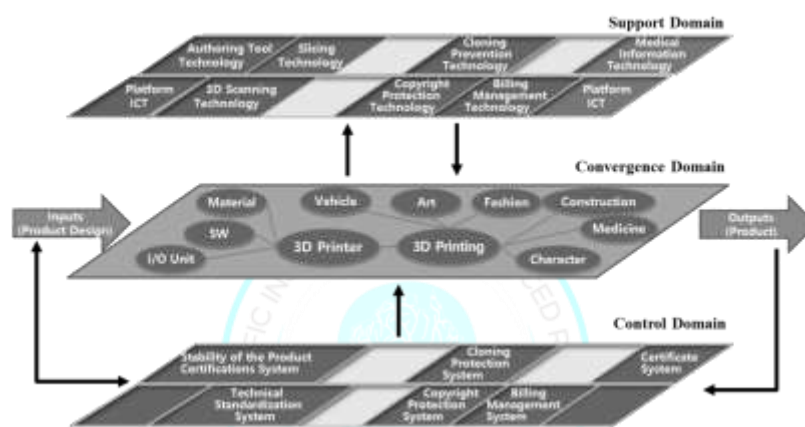 Support Domain
Authoring Tool
Technology
Slicing
Technology
Cloning
Prevention
Technology
Medical
Information
Technology
Platform
ICT
3D Scanning
Technology
Copyright
Protection
Technology
Billing
Management
Technology
Platform
ICT
Convergence Domain
Inputs
(Product Design)
Material
Vehicle
Art
Fashion
Construction
SW
3D Printer
3D Printing
Medicine
I/O Unit
Character
Outputs
(Product)
Control Domain
Stability of the Product
Certifications System
Cloning
Protection
System
Certificate
System
Technical
Standardization
System
Copyright
Protection
System
Billing
Management
System